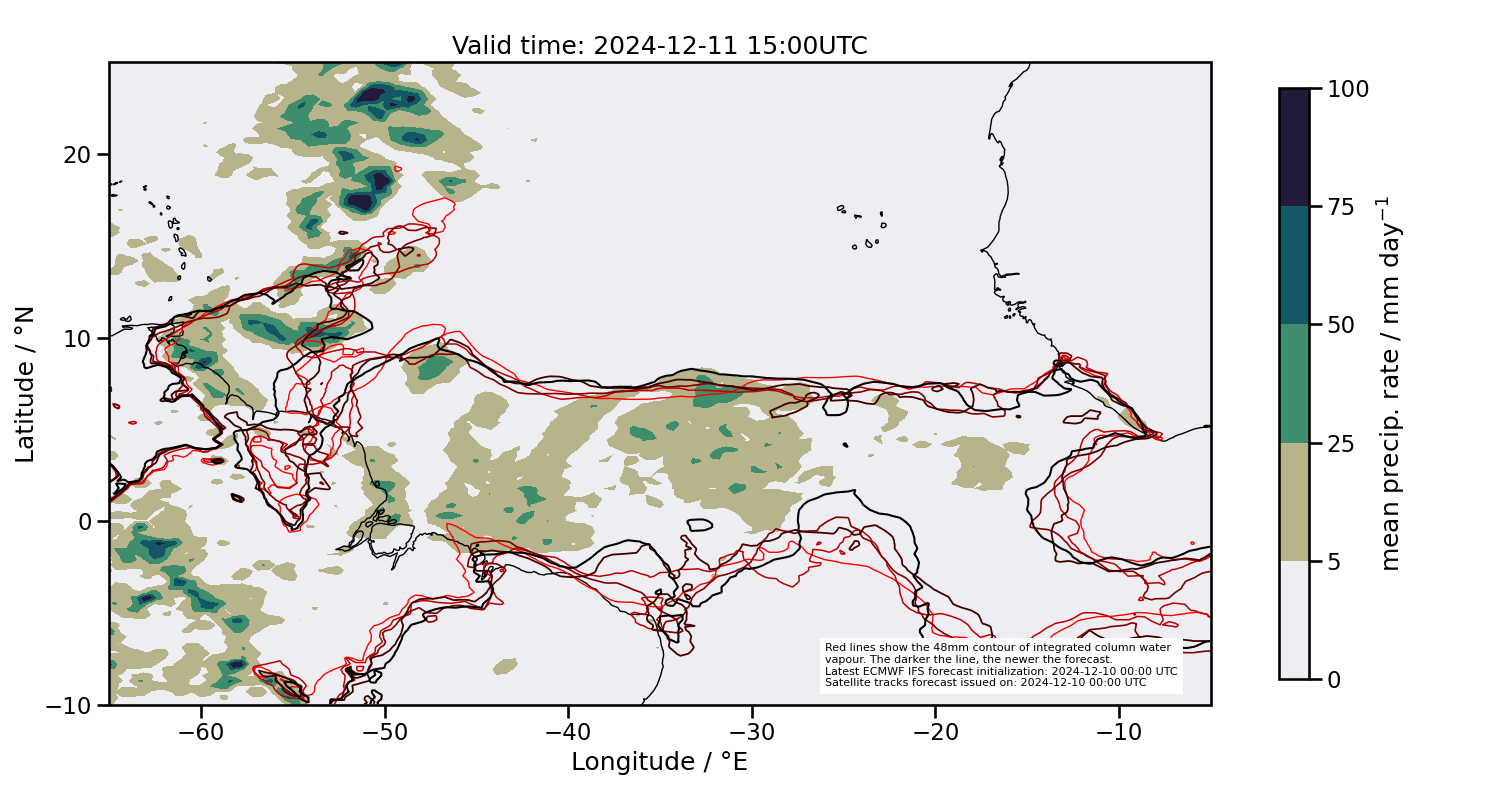 Valid time: 2024-12-11 15:00UTC
20
10
0
−10
Latitude / °N
−60
−50
−40
−30
−20
−10
Longitude / °E
Red lines show the 48mm contour of integrated column water
vapour. The darker the line, the newer the forecast.
Latest ECMWF IFS forecast initialization: 2024-12-10 00:00 UTC
Satellite tracks forecast issued on: 2024-12-10 00:00 UTC
100
75
50
25
5
0
mean precip. rate / mm day⁻¹